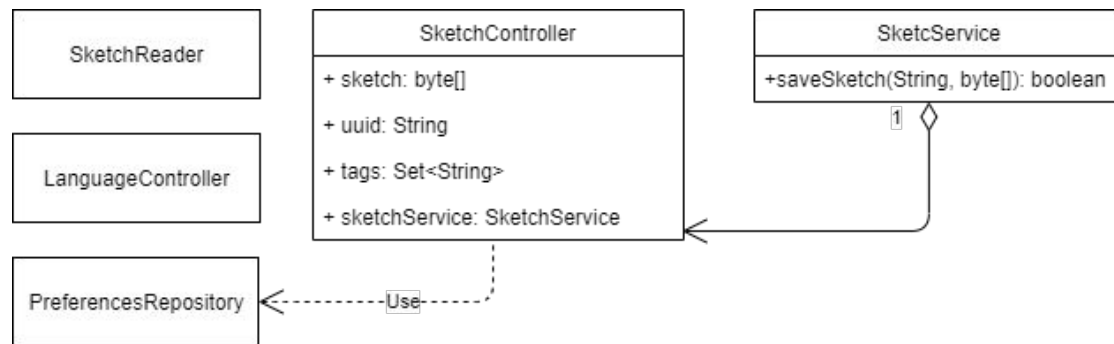 SketchReader
LanguageController
PreferencesRepository
SketchController
+ sketch: byte[]
+ uuid: String
+ tags: Set<String>
+ sketchService: SketchService
Use
SketcService
+saveSketch(String, byte[]): boolean
1